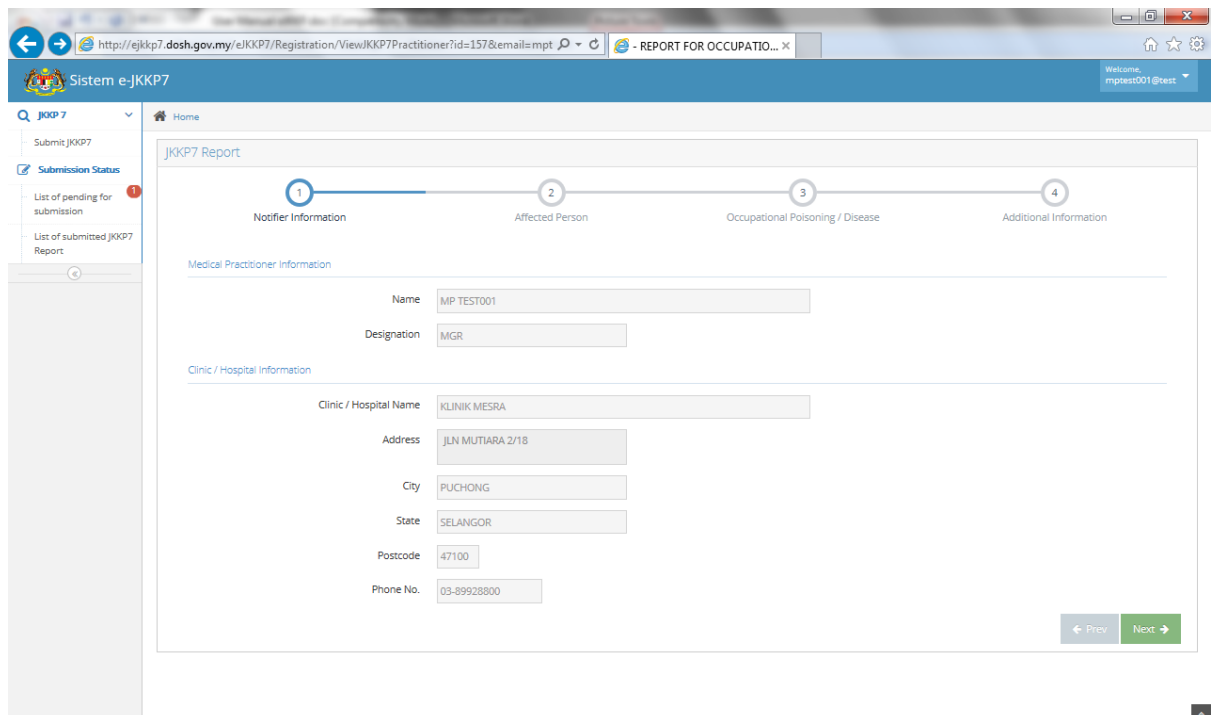 http://ejkkp7.dosh.gov.my/eJKKP7/Registration/ViewJKKP7Practitioner?id=157&email=mpt
- REPORT FOR OCCUPATIO...
Sistem e-JKKP7
Welcome,
mptest001@test
JKKP 7
Home
Submit JKKP7
Submission Status
List of pending for submission
1
List of submitted JKKP7 Report
JKKP7 Report
1 2 3 4
Notifier Information Affected Person Occupational Poisoning / Disease Additional Information
Medical Practitioner Information
Name MP TEST001
Designation MGR
Clinic / Hospital Information
Clinic / Hospital Name KLINIK MESRA
Address JLN MUTIARA 2/18
City PUCHONG
State SELANGOR
Postcode 47100
Phone No. 03-89928800
Prev Next